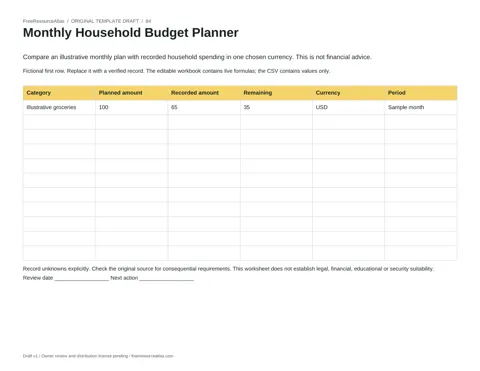 FreeResourceAtlas / ORIGINAL TEMPLATE DRAFT / 84
Monthly Household Budget Planner
Compare an illustrative monthly plan with recorded household spending in one chosen currency. This is not financial advice.
Fictional first row. Replace it with a verified record. The editable workbook contains live formulas; the CSV contains values only.
Category Planned amount Recorded amount Remaining Currency Period
Illustrative groceries 100 65 35 USD Sample month
Record unknowns explicitly. Check the original source for consequential requirements. This worksheet does not establish legal, financial, educational or security suitability.
Review date ____________________ Next action ____________________
Draft v1 / Owner review and distribution license pending / freeresourceatlas.com